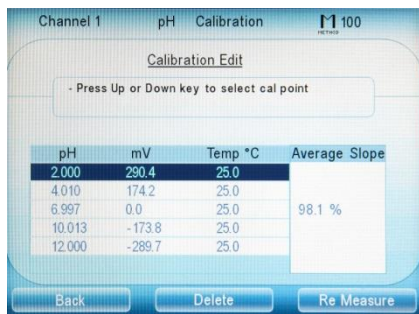 Channel 1 pH Calibration M 100
METHOD
Calibration Edit
- Press Up or Down key to select cal point
pH mV Temp °C Average Slope
2.000 290.4 25.0
4.010 174.2 25.0
6.997 0.0 25.0 98.1 %
10.013 -173.8 25.0
12.000 -289.7 25.0
Back Delete Re Measure